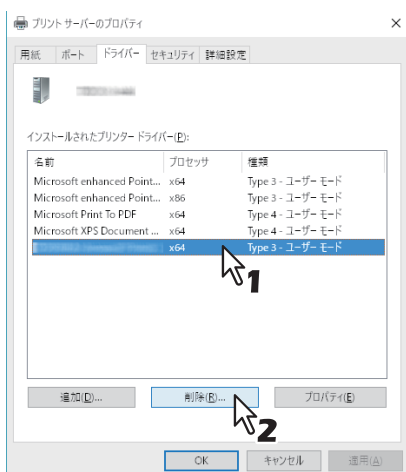 プリント サーバーのプロパティ
用紙 ポート ドライバー セキュリティ 詳細設定
インストールされたプリンター ドライバー(P):
名前 プロセッサ 種類
Microsoft enhanced Point... x64 Type 3 - ユーザー モード
Microsoft enhanced Point... x86 Type 3 - ユーザー モード
Microsoft Print To PDF x64 Type 4 - ユーザー モード
Microsoft XPS Document ... x64 Type 4 - ユーザー モード
x64 Type 3 - ユーザー モード
1
追加(D)... 削除(R)... プロパティ(E)
2
OK キャンセル 適用(A)